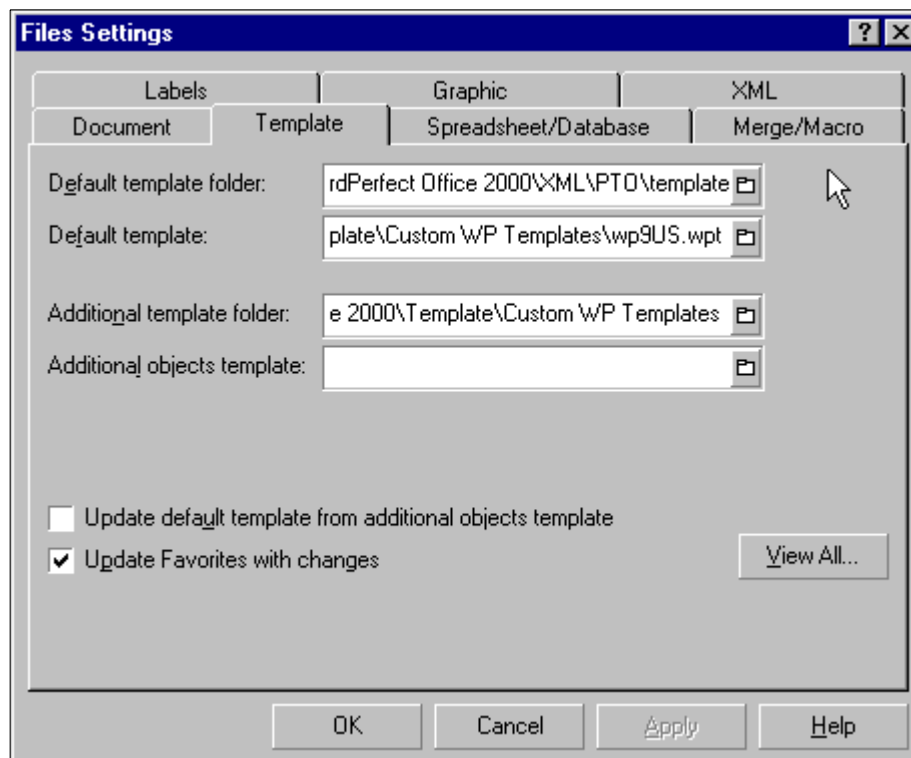 Files Settings
Labels Graphic XML
Document Template Spreadsheet/Database Merge/Macro
Default template folder: rdPerfect Office 2000\XML\PTO\template
Default template: plate\Custom WP Templates\wp9US.wpt
Additional template folder: e 2000\Template\Custom WP Templates
Additional objects template:
Update default template from additional objects template
Update Favorites with changes
View All...
OK Cancel Apply Help